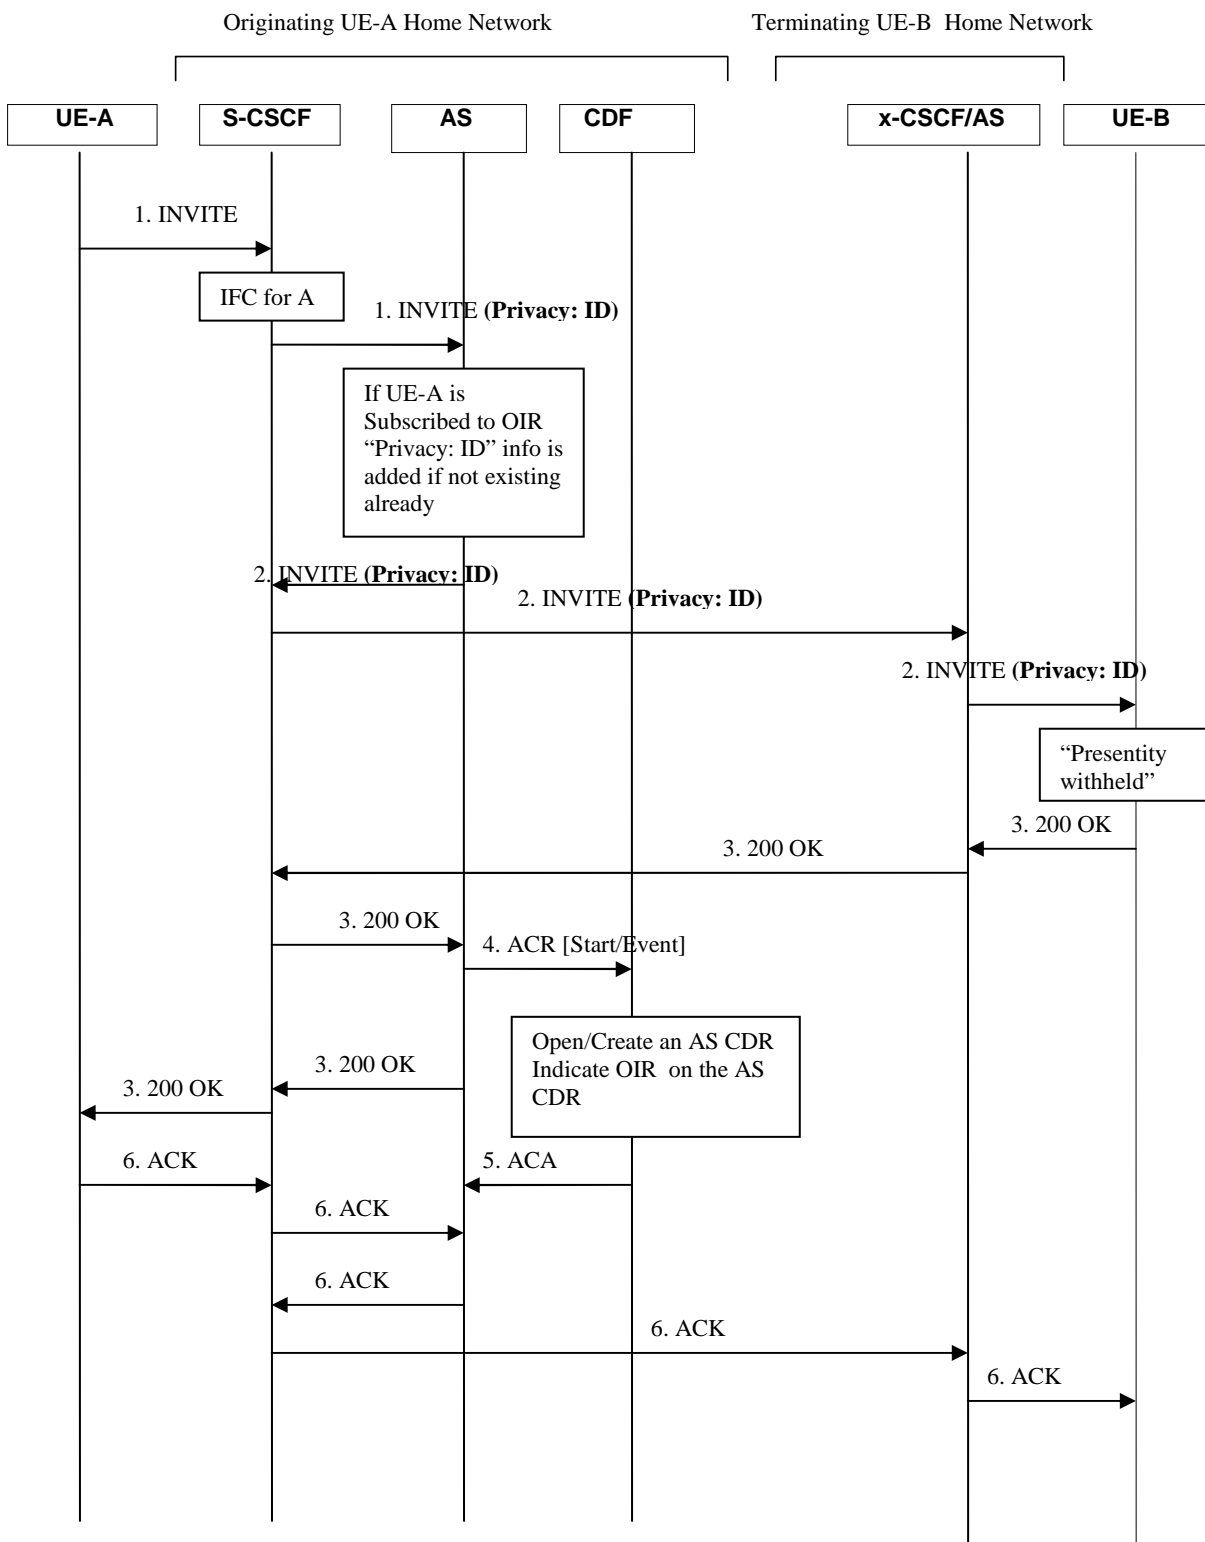 Originating UE-A Home Network
Terminating UE-B  Home Network
UE-A
S-CSCF
AS
CDF
x-CSCF/AS
UE-B
1. INVITE
IFC for A
1. INVITE (Privacy: ID)
If UE-A is
Subscribed to OIR
“Privacy: ID” info is
added if not existing
already
2. INVITE (Privacy: ID)
2. INVITE (Privacy: ID)
2. INVITE (Privacy: ID)
“Presentity
withheld”
3. 200 OK
3. 200 OK
3. 200 OK
4. ACR [Start/Event]
Open/Create an AS CDR
Indicate OIR  on the AS
CDR
3. 200 OK
3. 200 OK
6. ACK
5. ACA
6. ACK
6. ACK
6. ACK
6. ACK